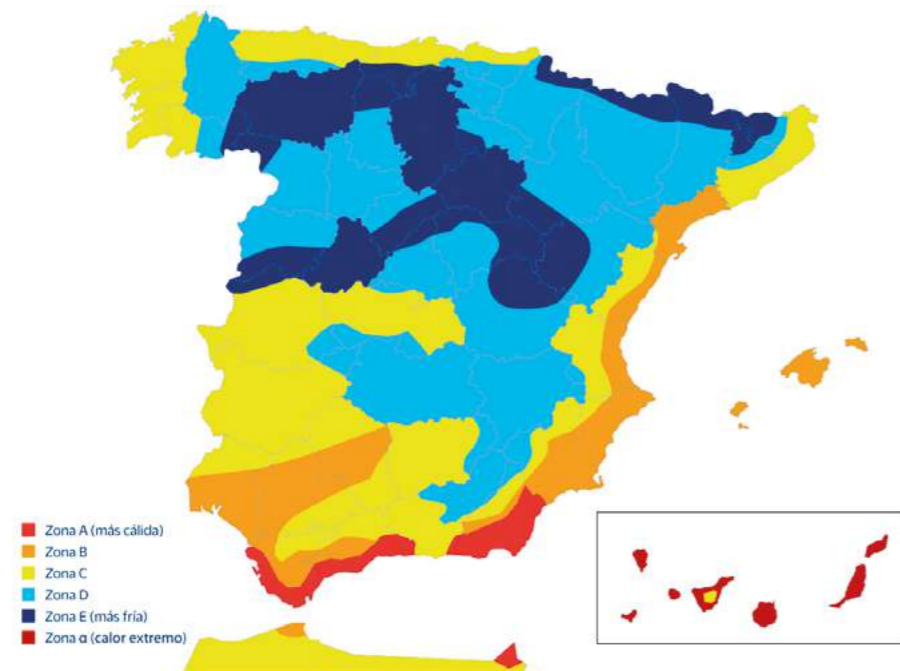 Zona A (más cálida)
Zona B
Zona C
Zona D
Zona E (más fría)
Zona α (calor extremo)